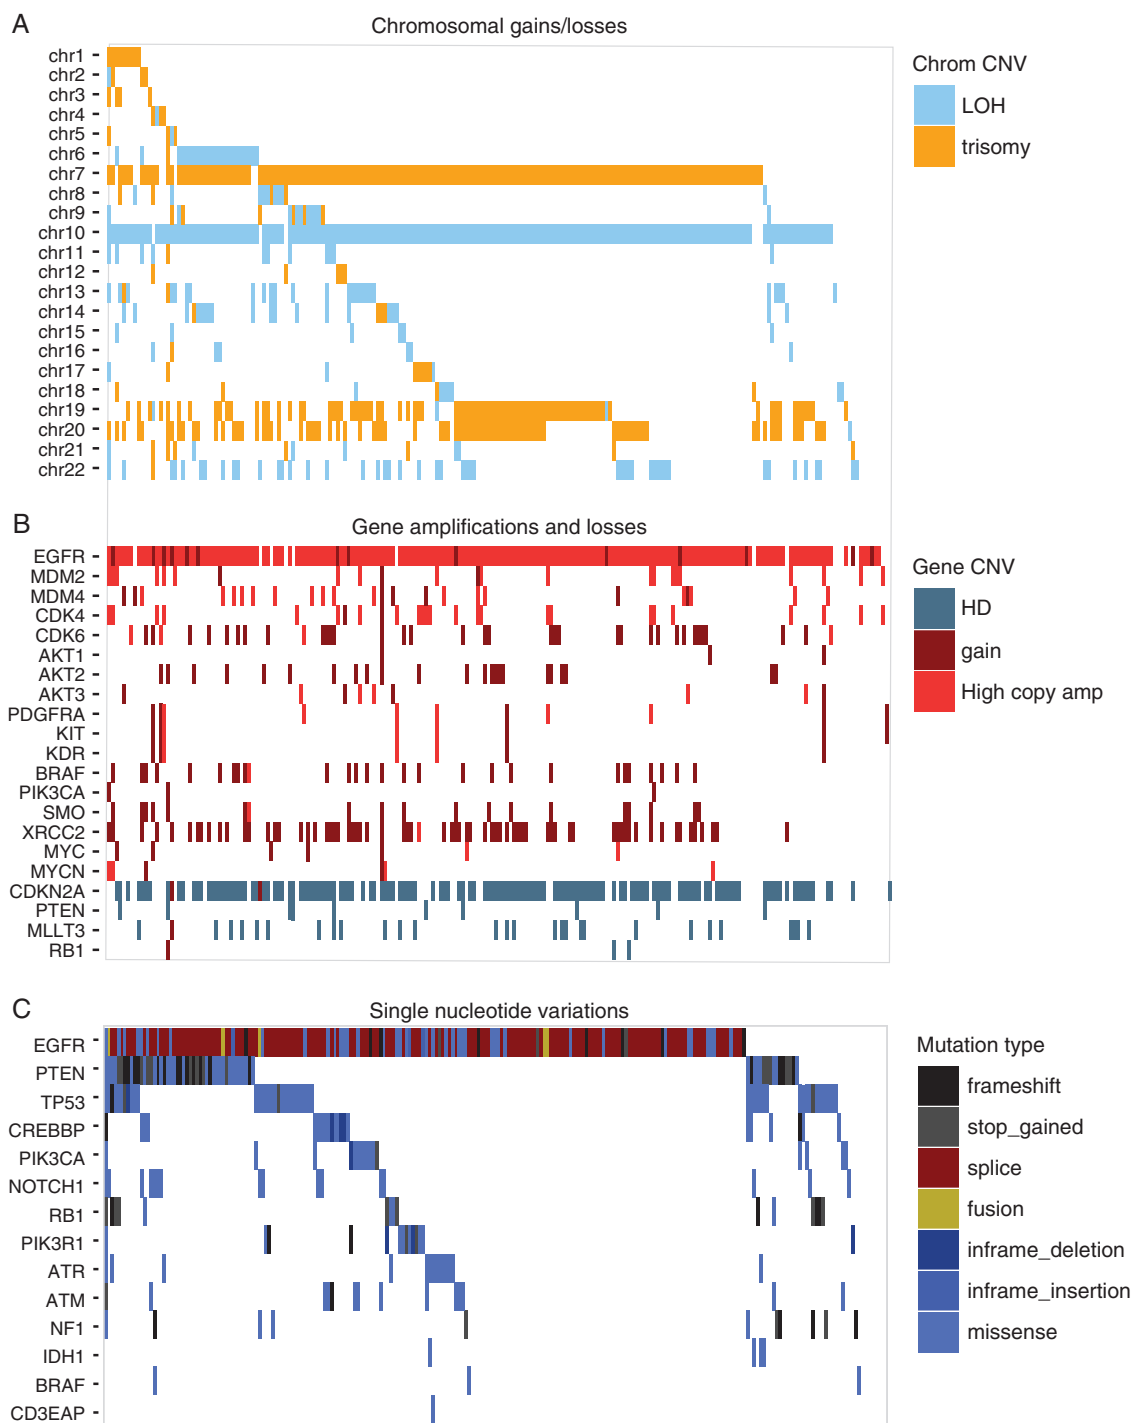 A
Chromosomal gains/losses
chr1
chr2
chr3
chr4
chr5
chr6
chr7
chr8
chr9
chr10
chr11
chr12
chr13
chr14
chr15
chr16
chr17
chr18
chr19
chr20
chr21
chr22
Chrom CNV
LOH
trisomy
B
Gene amplifications and losses
EGFR
MDM2
MDM4
CDK4
CDK6
AKT1
AKT2
AKT3
PDGFRA
KIT
KDR
BRAF
PIK3CA
SMO
XRCC2
MYC
MYCN
CDKN2A
PTEN
MLLT3
RB1
Gene CNV
HD
gain
High copy amp
C
Single nucleotide variations
EGFR
PTEN
TP53
CREBBP
PIK3CA
NOTCH1
RB1
PIK3R1
ATR
ATM
NF1
IDH1
BRAF
CD3EAP
Mutation type
frameshift
stop_gained
splice
fusion
inframe_deletion
inframe_insertion
missense